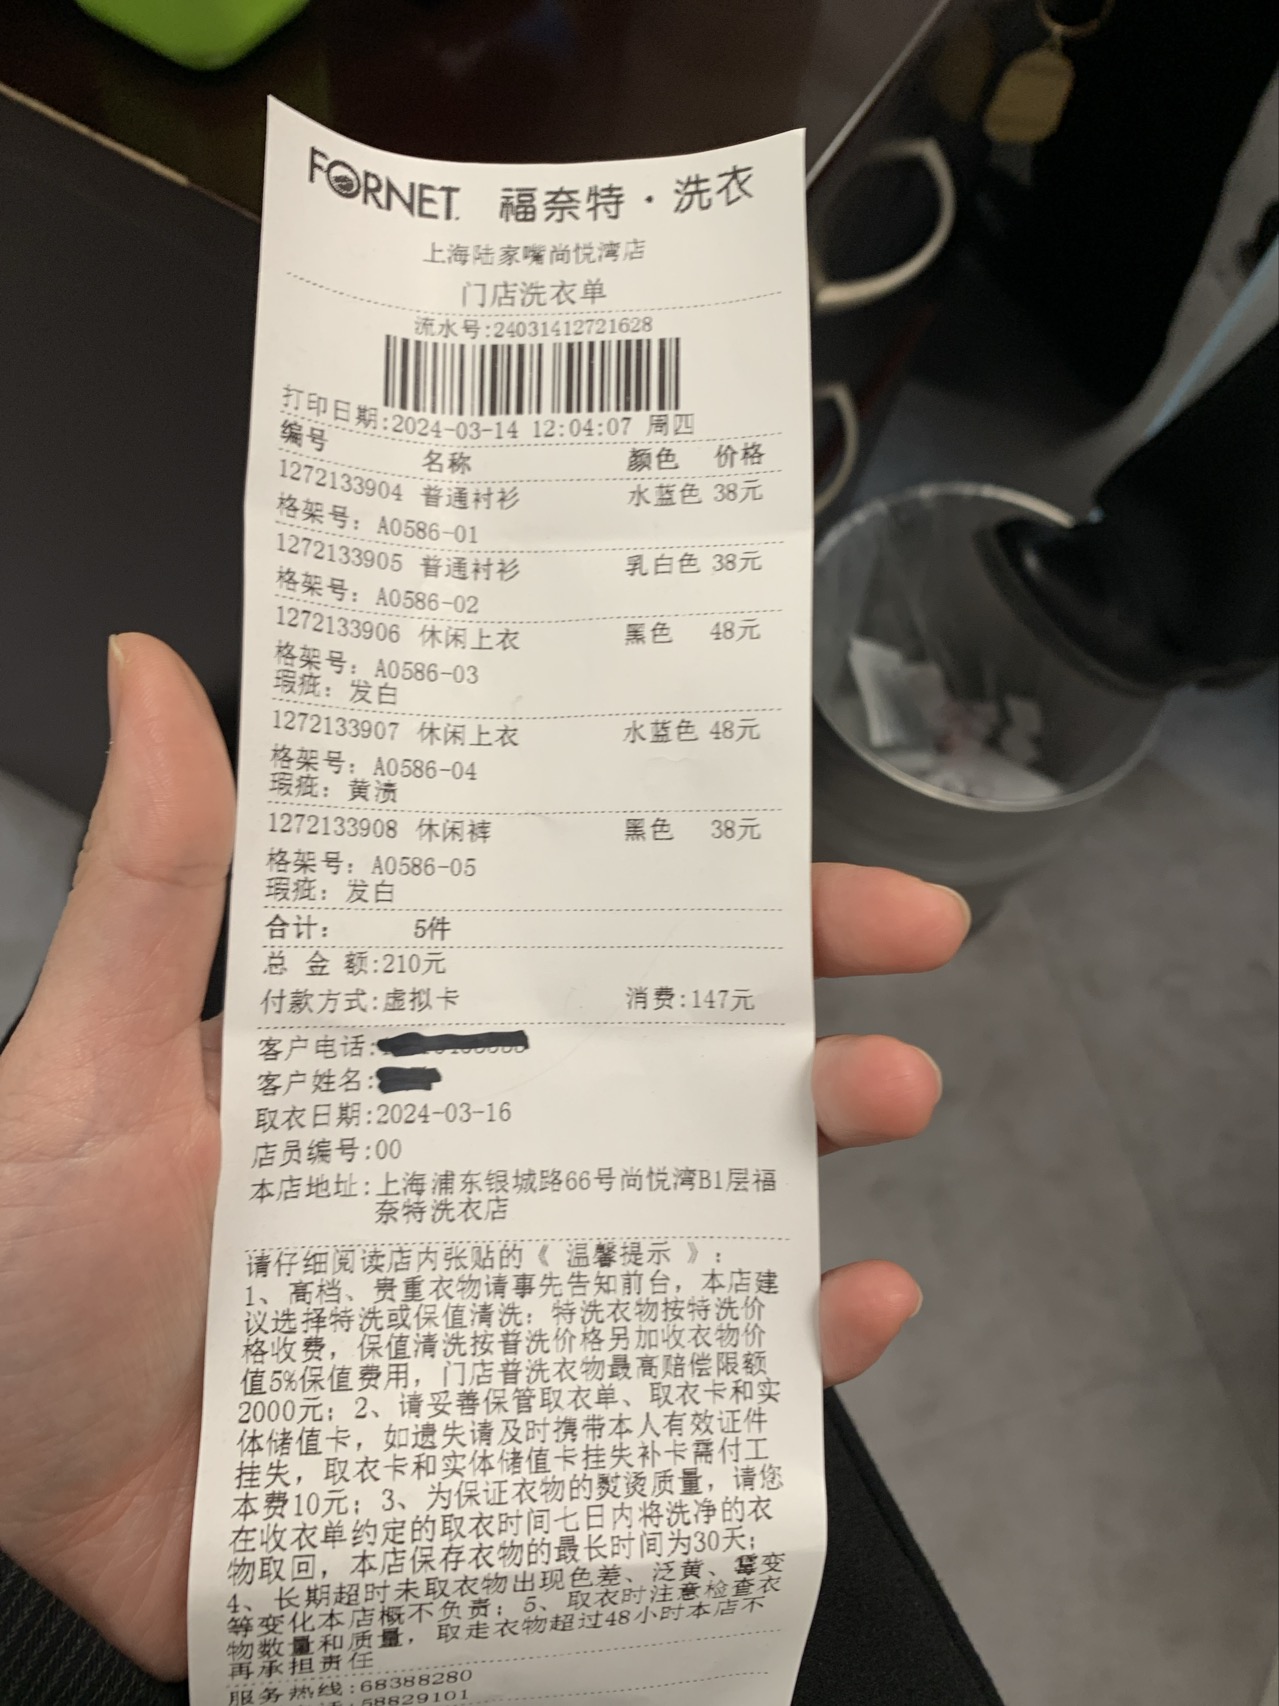 FORNET 福奈特·洗衣
上海陆家嘴尚悦湾店
门店洗衣单
流水号:24031412721628
打印日期:2024-03-14 12:04:07 周四
编号 名称 颜色 价格
1272133904 普通衬衫 水蓝色 38元
格架号: A0586-01
1272133905 普通衬衫 乳白色 38元
格架号: A0586-02
1272133906 休闲上衣 黑色 48元
格架号: A0586-03
瑕疵: 发白
1272133907 休闲上衣 水蓝色 48元
格架号: A0586-04
瑕疵: 黄渍
1272133908 休闲裤 黑色 38元
格架号: A0586-05
瑕疵: 发白
合计: 5件
总 金 额:210元
付款方式:虚拟卡 消费:147元
客户电话:
客户姓名:
取衣日期:2024-03-16
店员编号:00
本店地址:上海浦东银城路66号尚悦湾B1层福
奈特洗衣店
请仔细阅读店内张贴的《 温馨提示 》:
1、高档、贵重衣物请事先告知前台，本店建
议选择特洗或保值清洗；特洗衣物按特洗价
格收费，保值清洗按普洗价格另加收衣物价
值5%保值费用，门店普洗衣物最高赔偿限额
2000元；2、请妥善保管取衣单、取衣卡和实
体储值卡，如遗失请及时携带本人有效证件
挂失，取衣卡和实体储值卡挂失补卡需付工
本费10元；3、为保证衣物的熨烫质量，请您
在收衣单约定的取衣时间七日内将洗净的衣
物取回，本店保存衣物的最长时间为30天；
4、长期超时未取衣物出现色差、泛黄、霉变
等变化本店概不负责；5、取衣时注意检查衣
物数量和质量，取走衣物超过48小时本店不
再承担责任
服务热线:68388280
58829101